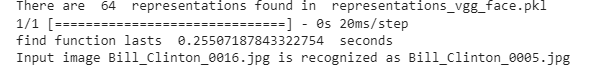 There are  64  representations found in  representations_vgg_face.pkl
1/1 [==============================] - 0s 20ms/step
find function lasts  0.25507187843322754  seconds
Input image Bill_Clinton_0016.jpg is recognized as Bill_Clinton_0005.jpg